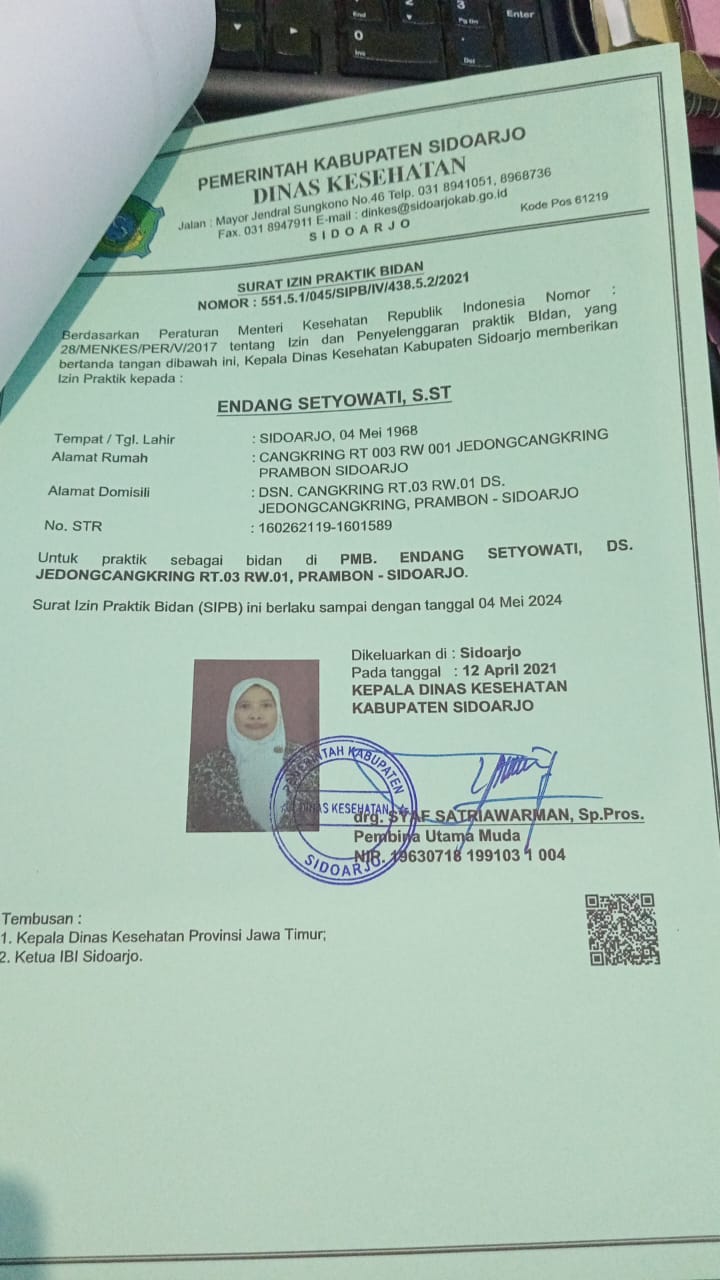 End
2
3
Pg Dn
Enter
0
Ins
Del
PEMERINTAH KABUPATEN SIDOARJO
DINAS KESEHATAN
Jalan : Mayor Jendral Sungkono No.46 Telp. 031 8941051, 8968736
Fax. 031 8947911 E-mail : dinkes@sidoarjokab.go.id
Kode Pos 61219
SIDOARJO
SURAT IZIN PRAKTIK BIDAN
NOMOR : 551.5.1/045/SIPB/IV/438.5.2/2021
Berdasarkan Peraturan Menteri Kesehatan Republik Indonesia Nomor :
28/MENKES/PER/V/2017 tentang Izin dan Penyelenggaran praktik BIdan, yang
bertanda tangan dibawah ini, Kepala Dinas Kesehatan Kabupaten Sidoarjo memberikan
Izin Praktik kepada :
ENDANG SETYOWATI, S.ST
Tempat / Tgl. Lahir : SIDOARJO, 04 Mei 1968
Alamat Rumah : CANGKRING RT 003 RW 001 JEDONGCANGKRING
PRAMBON SIDOARJO
Alamat Domisili : DSN. CANGKRING RT.03 RW.01 DS.
JEDONGCANGKRING, PRAMBON - SIDOARJO
No. STR : 160262119-1601589
Untuk praktik sebagai bidan di PMB. ENDANG SETYOWATI, DS.
JEDONGCANGKRING RT.03 RW.01, PRAMBON - SIDOARJO.
Surat Izin Praktik Bidan (SIPB) ini berlaku sampai dengan tanggal 04 Mei 2024
Dikeluarkan di : Sidoarjo
Pada tanggal : 12 April 2021
KEPALA DINAS KESEHATAN
KABUPATEN SIDOARJO
PEMERINTAH KABUPATEN
DINAS KESEHATAN
SIDOARJO
drg. SYAF SATRIAWARMAN, Sp.Pros.
Pembina Utama Muda
NIP. 19630718 199103 1 004
Tembusan :
1. Kepala Dinas Kesehatan Provinsi Jawa Timur;
2. Ketua IBI Sidoarjo.